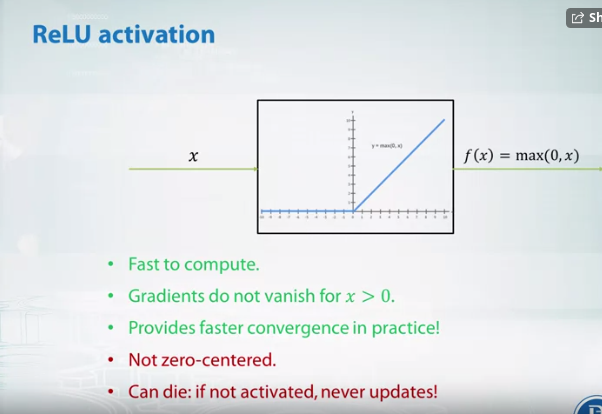 ReLU activation
Sh
y = max(0, x)
x
f(x) = max(0, x)
• Fast to compute.
• Gradients do not vanish for x > 0.
• Provides faster convergence in practice!
• Not zero-centered.
• Can die: if not activated, never updates!